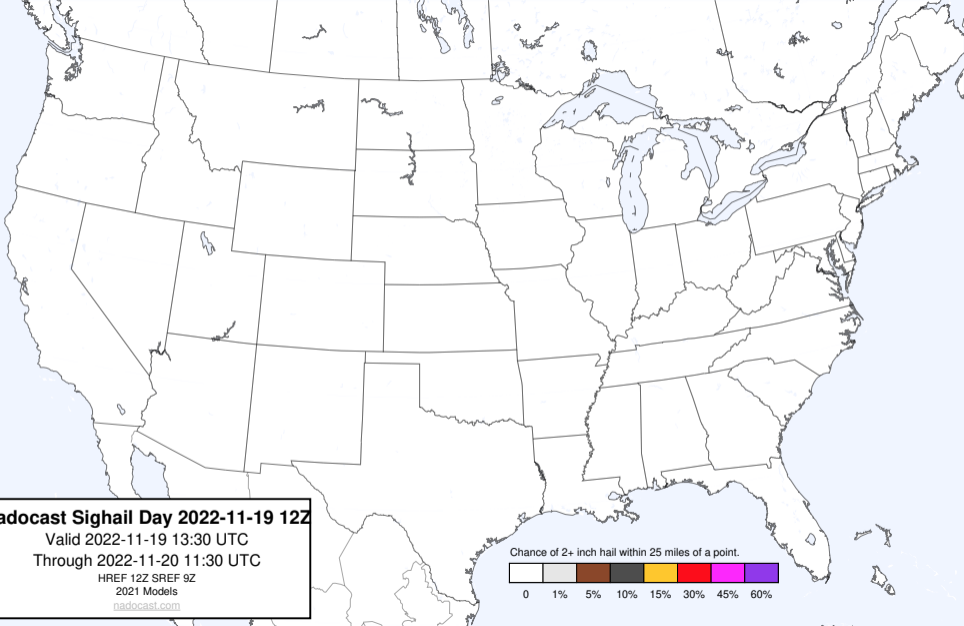 adocast Sighail Day 2022-11-19 12Z
Valid 2022-11-19 13:30 UTC
Through 2022-11-20 11:30 UTC
HREF 12Z SREF 9Z
2021 Models
nadocast.com
Chance of 2+ inch hail within 25 miles of a point.
0 1% 5% 10% 15% 30% 45% 60%